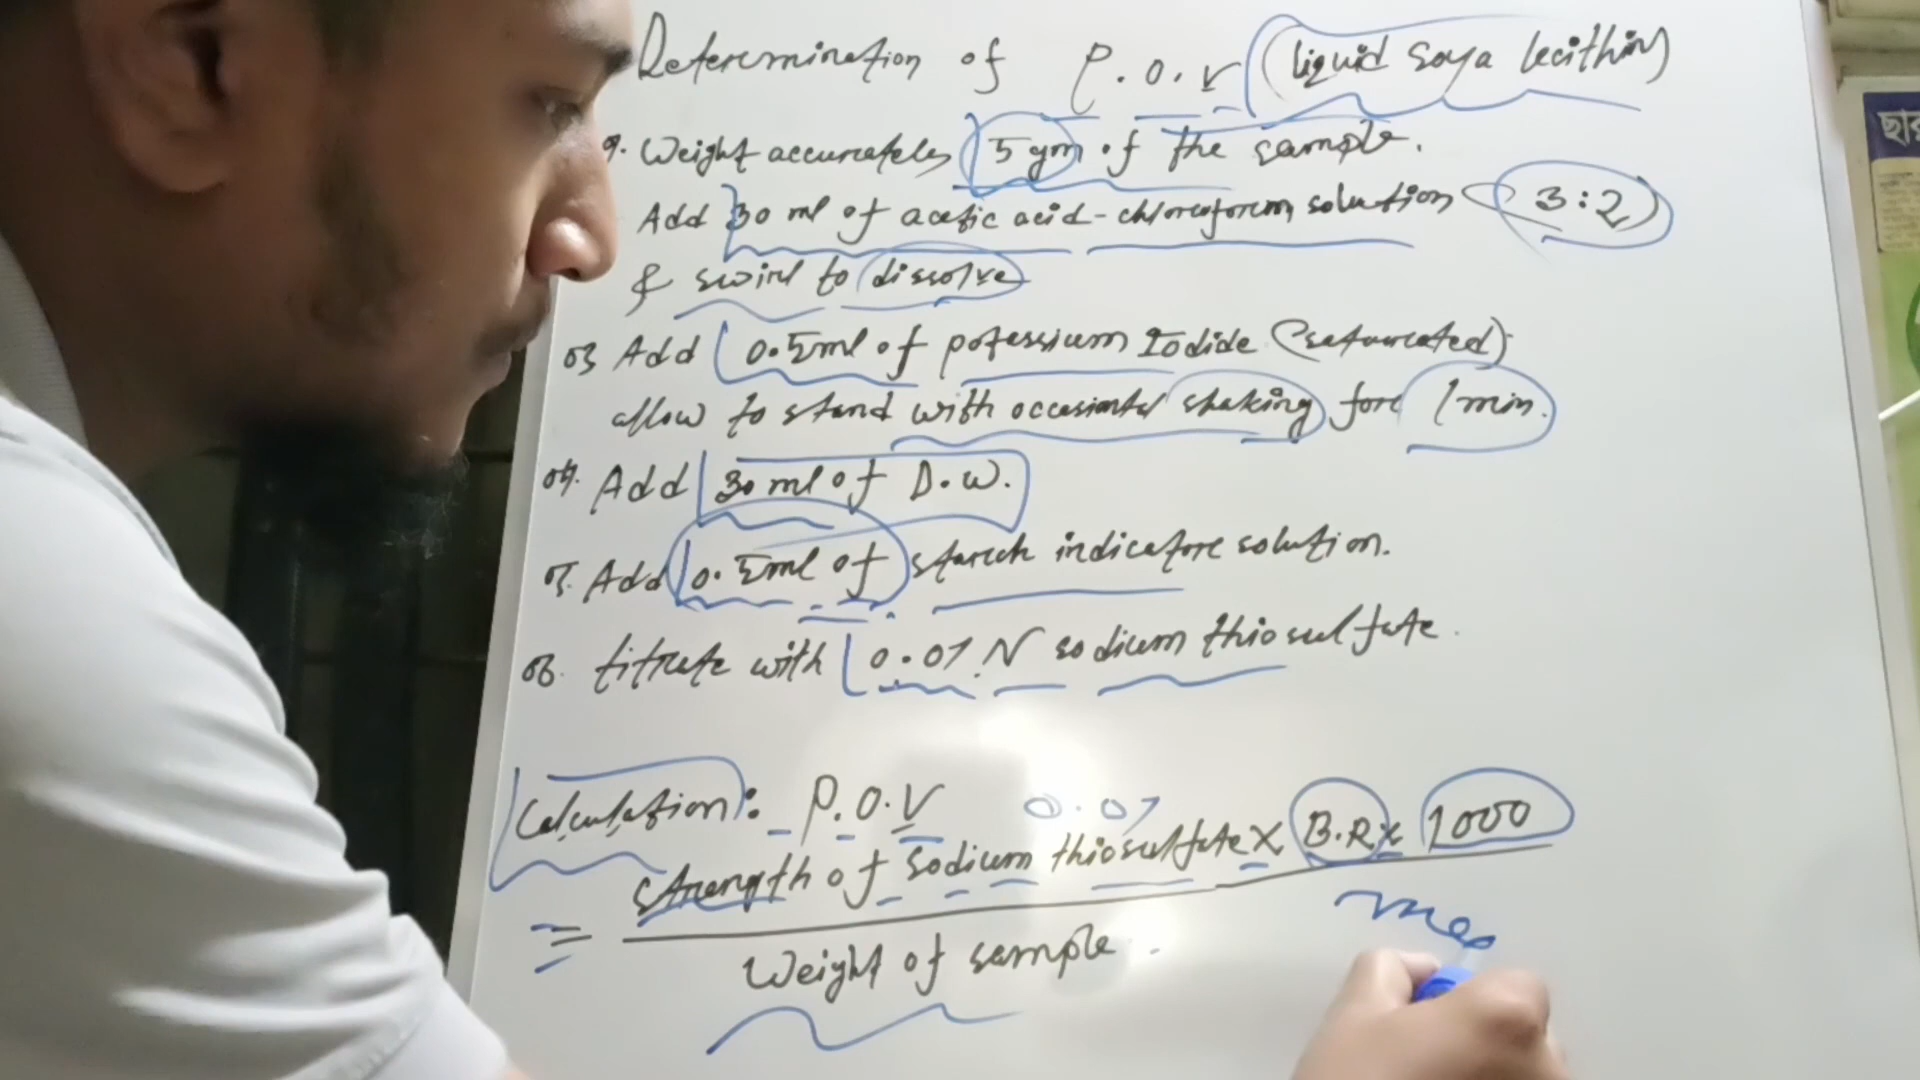 Determination of P.O.V (liquid soya lecithin)
Weight accurately 5 gm of the sample.
Add 30 ml of acetic acid - chloroform solution (3:2)
& swirl to dissolve
03 Add 0.5ml of potassium Iodide (saturated).
allow to stand with occasional shaking for 1 min.
04. Add 30 ml of D.W.
05. Add 0.5ml of starch indicator solution.
06. titrate with 0.01 N sodium thiosulfate.
Calculation: P.O.V 0.01
= Strength of sodium thiosulfate X B.R x 1000
Weight of sample.
meq
ছার